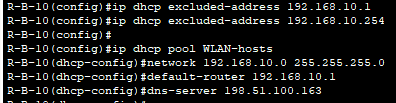 R-B-10(config)#ip dhcp excluded-address 192.168.10.1
R-B-10(config)#ip dhcp excluded-address 192.168.10.254
R-B-10(config)#
R-B-10(config)#ip dhcp pool WLAN-hosts
R-B-10(dhcp-config)#network 192.168.10.0 255.255.255.0
R-B-10(dhcp-config)#default-router 192.168.10.1
R-B-10(dhcp-config)#dns-server 198.51.100.163